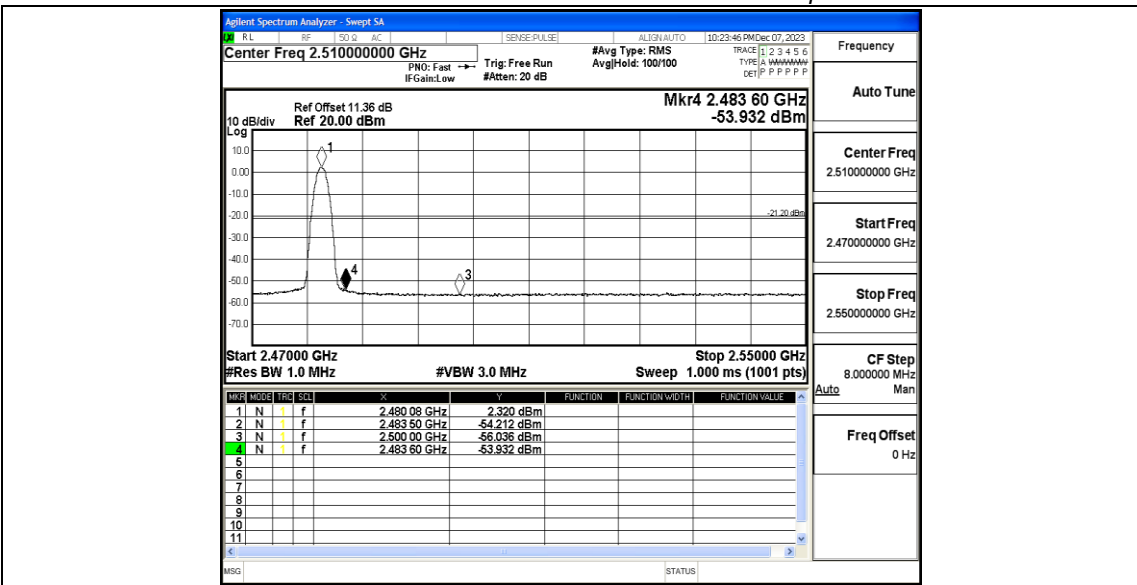 Agilent Spectrum Analyzer - Swept SA
RL RF 50 Ω AC SENSE:PULSE ALIGNAUTO 10:23:46 PM Dec 07, 2023
Center Freq 2.510000000 GHz #Avg Type: RMS TRACE 1 2 3 4 5 6
PNO: Fast Trig: Free Run Avg|Hold: 100/100 TYPE A WWWWW
IFGain:Low #Atten: 20 dB DET P P P P P P
Frequency
Auto Tune
Center Freq
2.510000000 GHz
Start Freq
2.470000000 GHz
Stop Freq
2.550000000 GHz
CF Step
8.000000 MHz
Auto Man
Freq Offset
0 Hz
Mkr4 2.483 60 GHz
-53.932 dBm
Ref Offset 11.36 dB
10 dB/div Ref 20.00 dBm
Log
10.0
0.00
-10.0
-20.0
-30.0
-40.0
-50.0
-60.0
-70.0
1
4
3
-21.20 dBm
Start 2.47000 GHz Stop 2.55000 GHz
#Res BW 1.0 MHz #VBW 3.0 MHz Sweep 1.000 ms (1001 pts)
MKR MODE TRC SCL X Y FUNCTION FUNCTION WIDTH FUNCTION VALUE
1 N 1 f 2.480 08 GHz 2.320 dBm
2 N 1 f 2.483 50 GHz -54.212 dBm
3 N 1 f 2.500 00 GHz -56.036 dBm
4 N 1 f 2.483 60 GHz -53.932 dBm
5
6
7
8
9
10
11
MSG STATUS